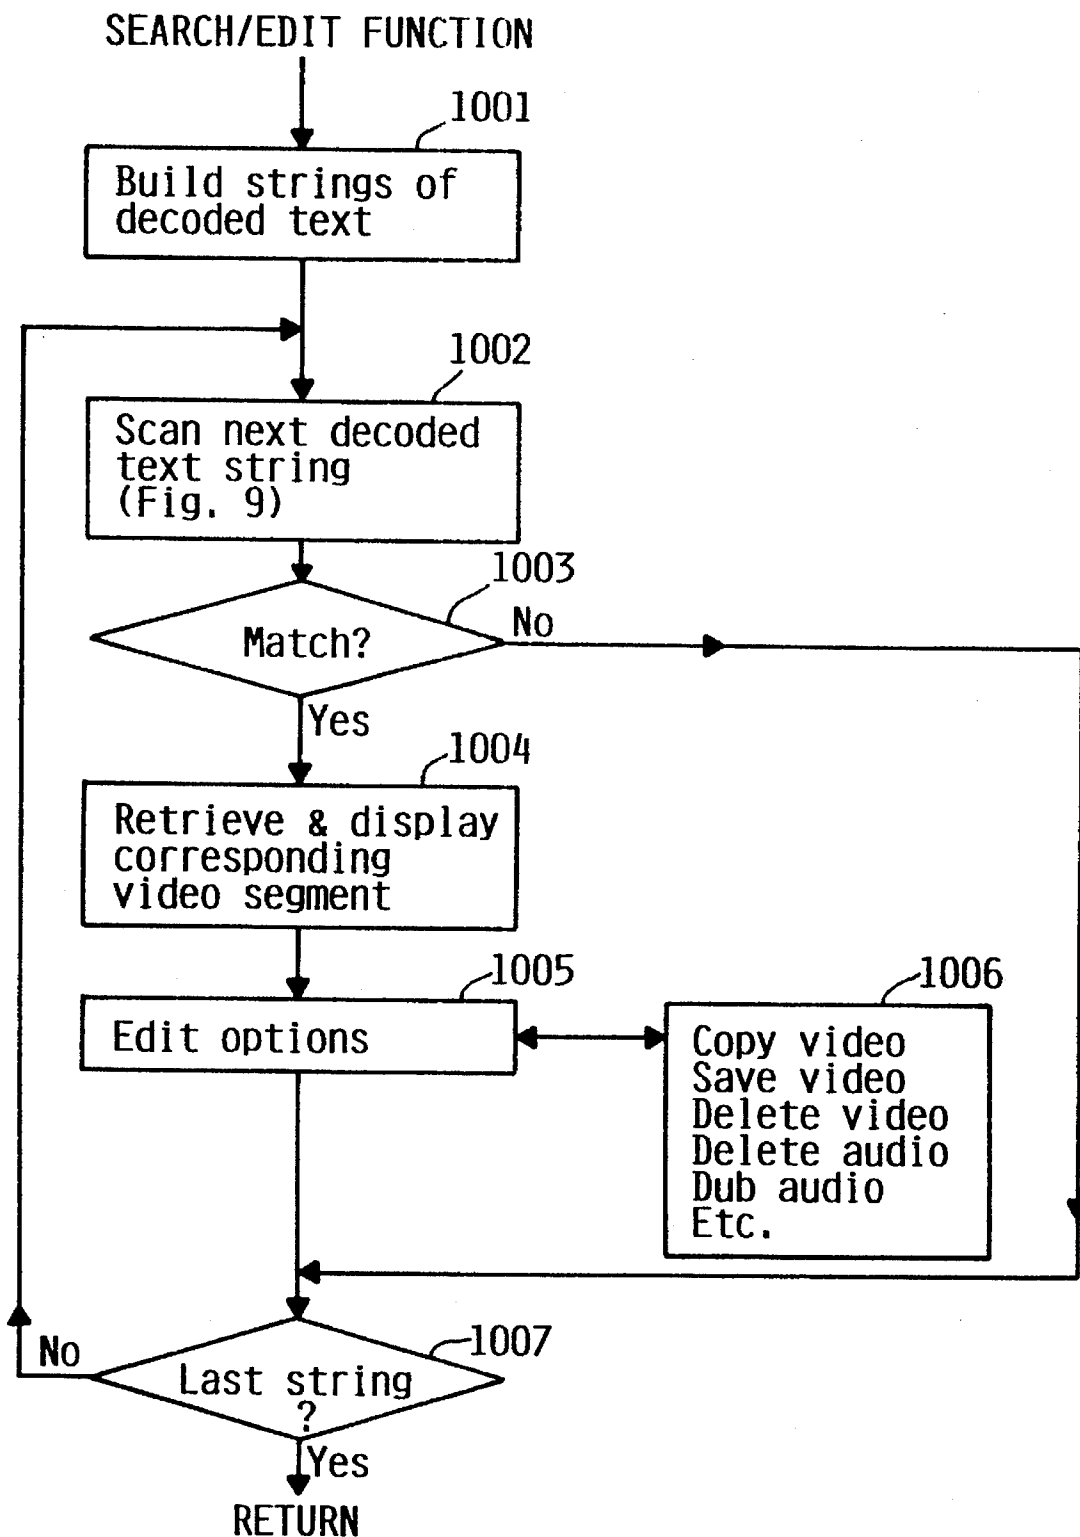 SEARCH/EDIT FUNCTION
1001
Build strings of
decoded text
1002
Scan next decoded
text string
(Fig. 9)
1003
Match?
No
Yes
1004
Retrieve & display
corresponding
video segment
1005
Edit options
1006
Copy video
Save video
Delete video
Delete audio
Dub audio
Etc.
1007
Last string
?
No
Yes
RETURN